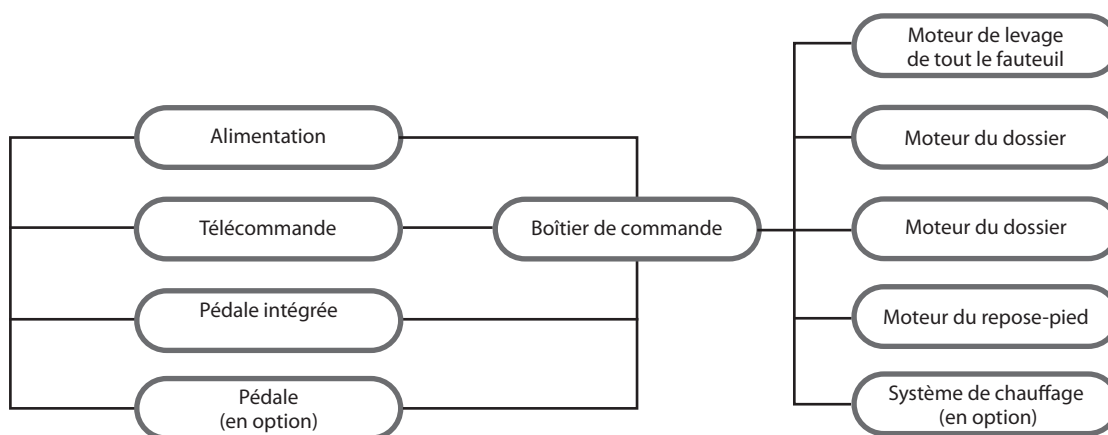 Alimentation
Télécommande
Pédale intégrée
Pédale
(en option)
Boîtier de commande
Moteur de levage
de tout le fauteuil
Moteur du dossier
Moteur du dossier
Moteur du repose-pied
Système de chauffage
(en option)